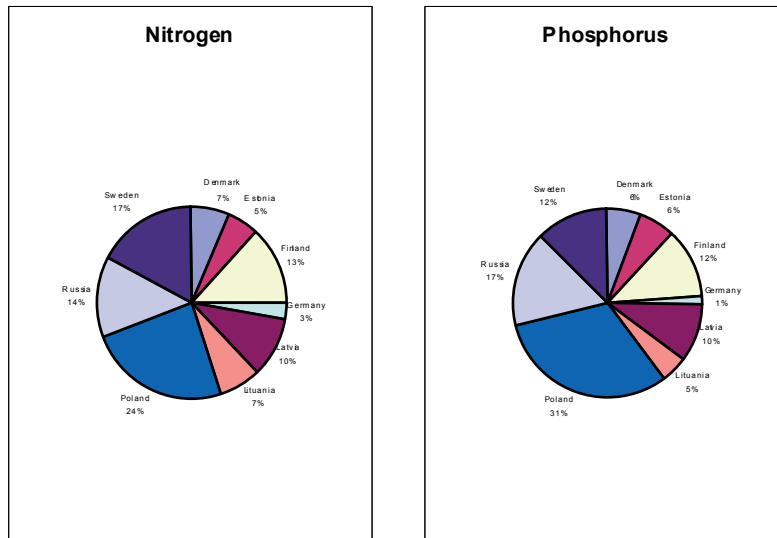 Nitrogen
Denmark
7%
Estonia
5%
Finland
13%
Germany
3%
Latvia
10%
Lituania
7%
Poland
24%
Russia
14%
Sweden
17%
Phosphorus
Denmark
6%
Estonia
6%
Finland
12%
Germany
1%
Latvia
10%
Lituania
5%
Poland
31%
Russia
17%
Sweden
12%